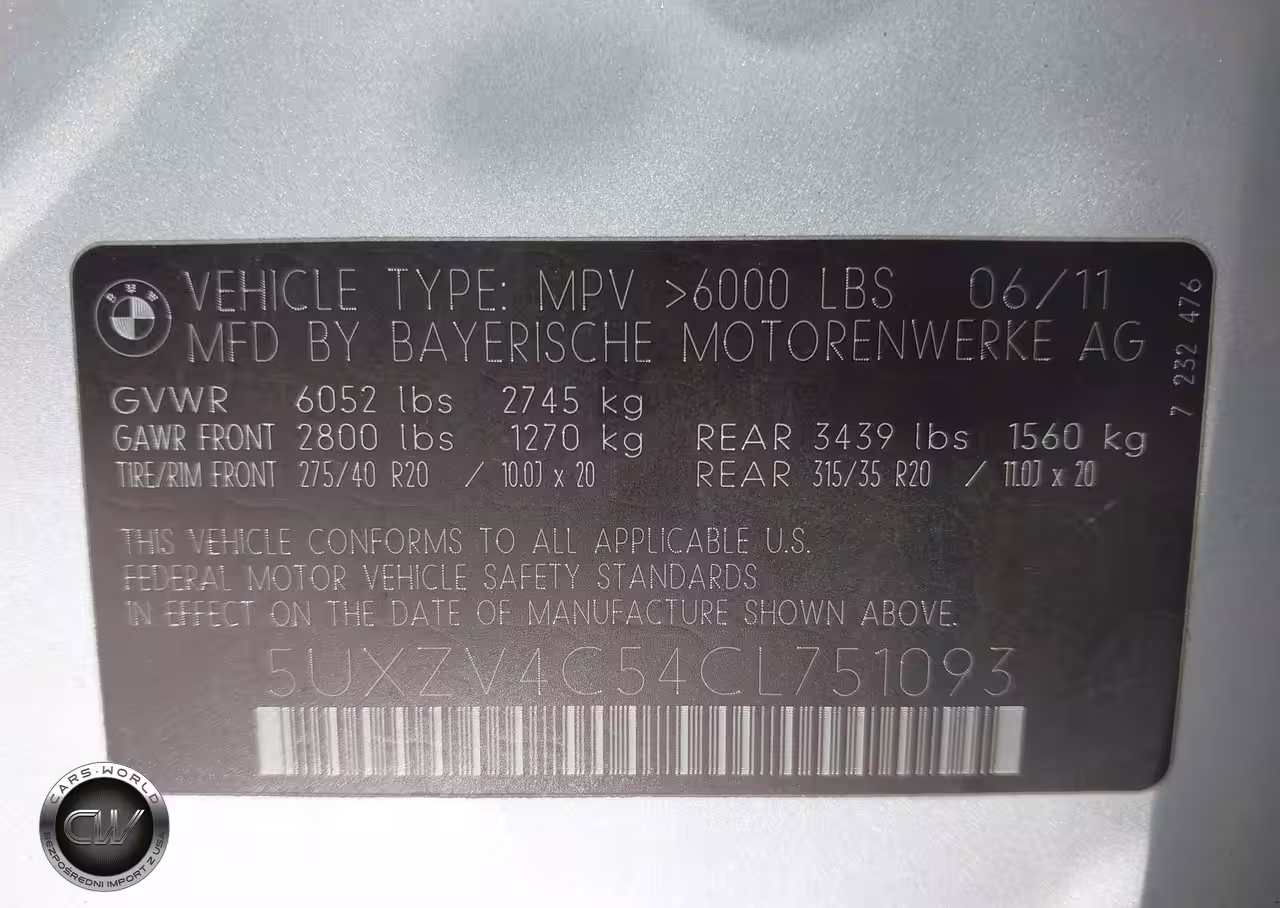 VEHICLE TYPE: MPV >6000 LBS 06/11
MFD BY BAYERISCHE MOTORENWERKE AG
GVWR 6052 lbs 2745 kg
GAWR FRONT 2800 lbs 1270 kg REAR 3439 lbs 1560 kg
TIRE/RIM FRONT 275/40 R20 / 10.0J x 20 REAR 315/35 R20 / 11.0J x 20
7 232 476
THIS VEHICLE CONFORMS TO ALL APPLICABLE U.S.
FEDERAL MOTOR VEHICLE SAFETY STANDARDS
IN EFFECT ON THE DATE OF MANUFACTURE SHOWN ABOVE.
5UXZV4C54CL751093
CARS·WORLD
CW
BEZPOŚREDNI IMPORT Z USA